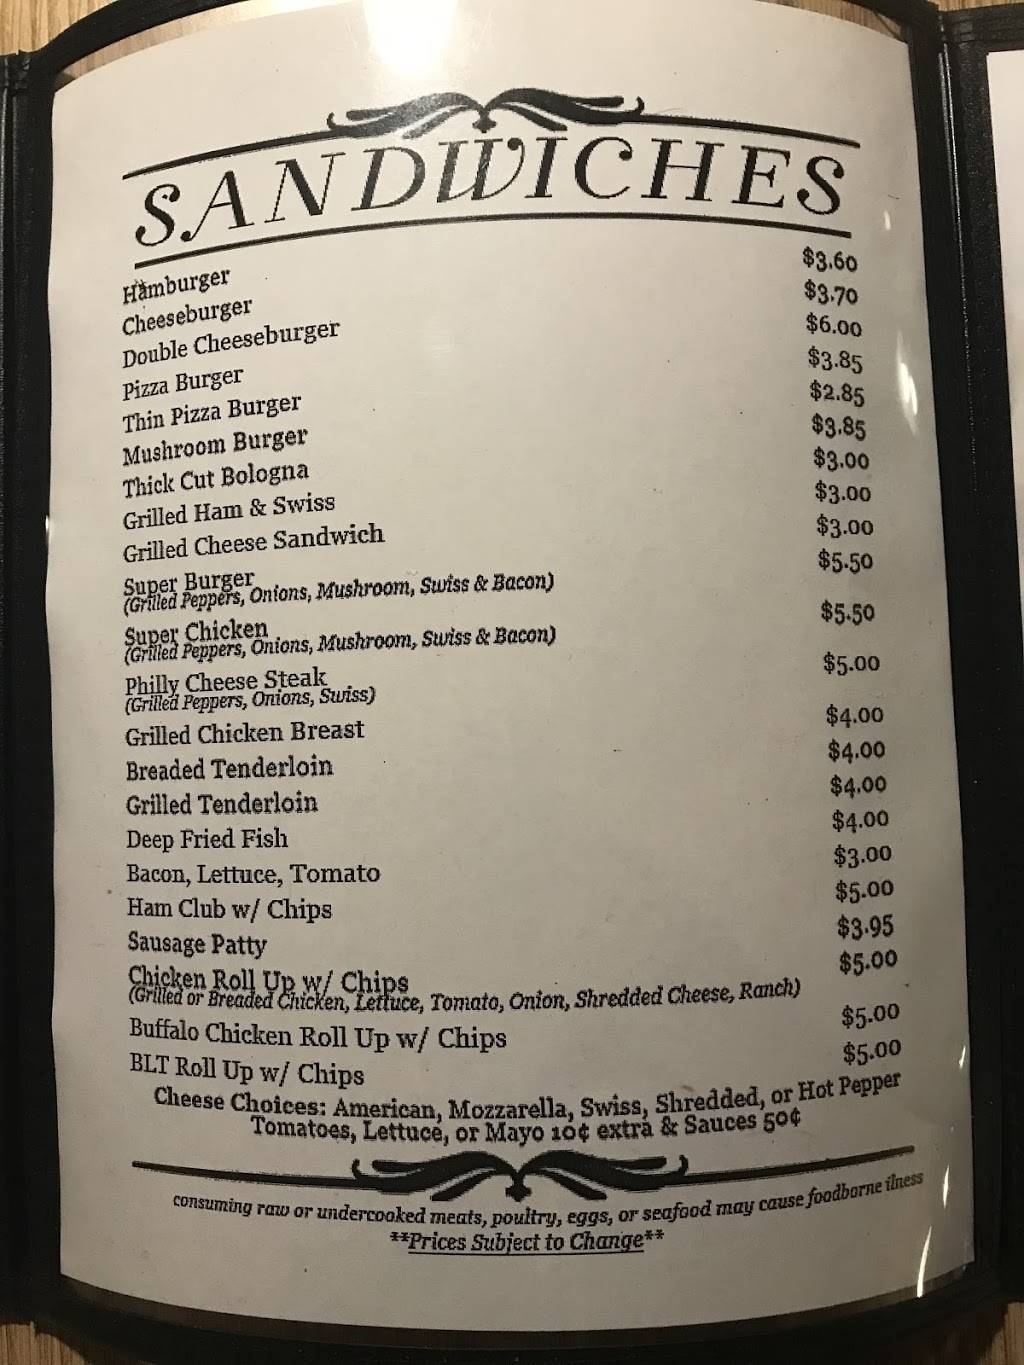 SANDWICHES
Hamburger $3.60
Cheeseburger $3.70
Double Cheeseburger $6.00
Pizza Burger $3.85
Thin Pizza Burger $2.85
Mushroom Burger $3.85
Thick Cut Bologna $3.00
Grilled Ham & Swiss $3.00
Grilled Cheese Sandwich $3.00
Super Burger $5.50
(Grilled Peppers, Onions, Mushroom, Swiss & Bacon)
Super Chicken $5.50
(Grilled Peppers, Onions, Mushroom, Swiss & Bacon)
Philly Cheese Steak $5.00
(Grilled Peppers, Onions, Swiss)
Grilled Chicken Breast $4.00
Breaded Tenderloin $4.00
Grilled Tenderloin $4.00
Deep Fried Fish $4.00
Bacon, Lettuce, Tomato $3.00
Ham Club w/ Chips $5.00
Sausage Patty $3.95
Chicken Roll Up w/ Chips $5.00
(Grilled or Breaded Chicken, Lettuce, Tomato, Onion, Shredded Cheese, Ranch)
Buffalo Chicken Roll Up w/ Chips $5.00
BLT Roll Up w/ Chips $5.00
Cheese Choices: American, Mozzarella, Swiss, Shredded, or Hot Pepper
Tomatoes, Lettuce, or Mayo 10¢ extra & Sauces 50¢
consuming raw or undercooked meats, poultry, eggs, or seafood may cause foodborne ilness
**Prices Subject to Change**